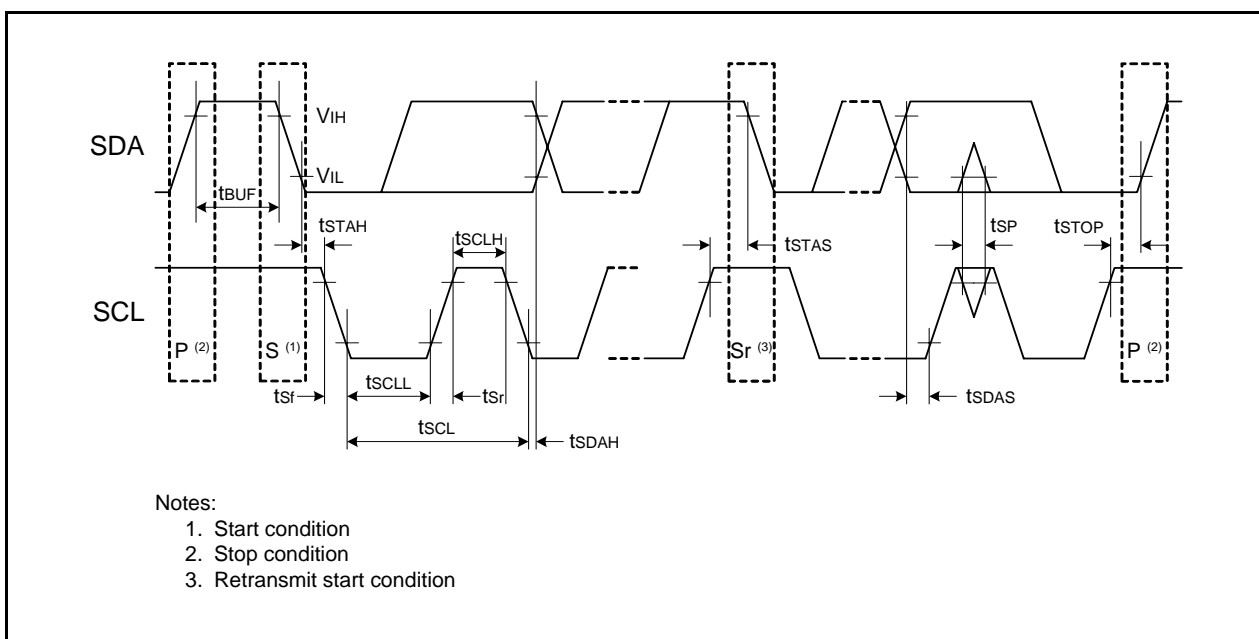 SDA
VIH
VIL
tBUF
tSTAH
tSCLH
tSTAS
tSP
tSTOP
SCL
P (2)
S (1)
Sr (3)
P (2)
tSf
tSCLL
tSr
tSDAS
tSCL
tSDAH
Notes:
1. Start condition
2. Stop condition
3. Retransmit start condition